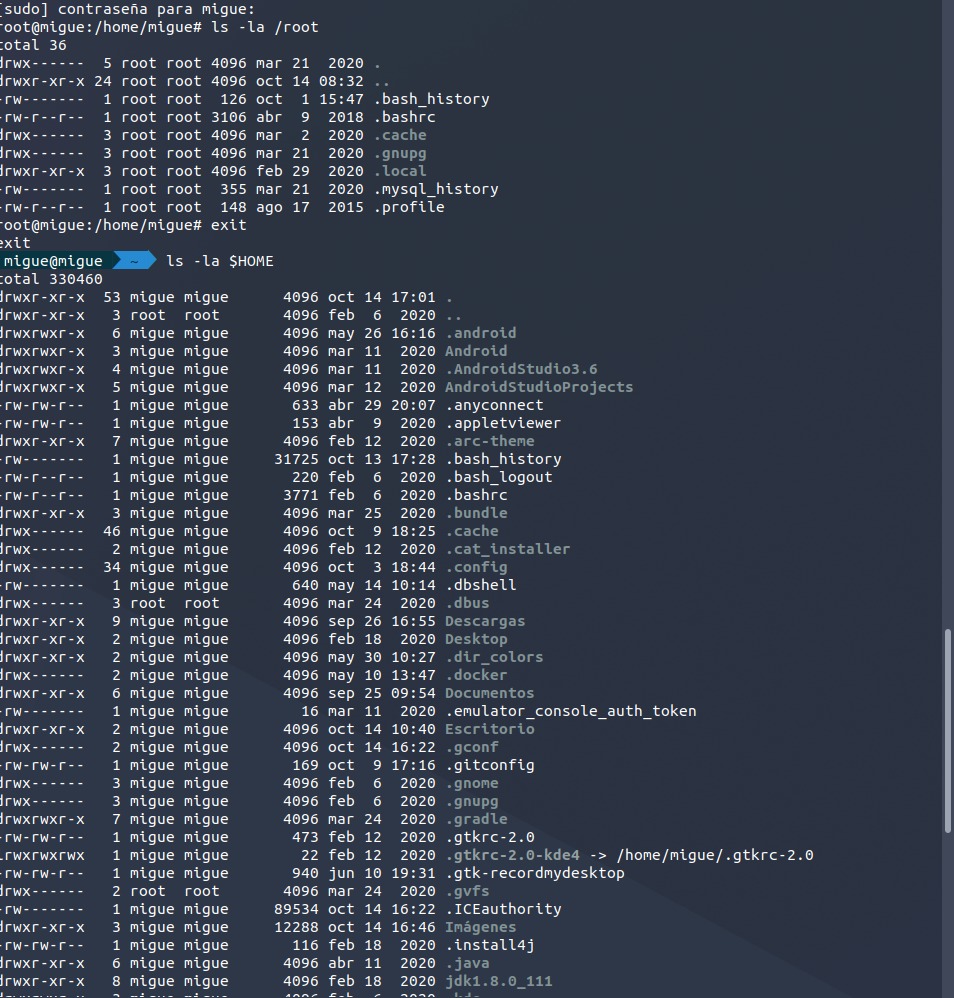 [sudo] contraseña para migue:
root@migue:/home/migue# ls -la /root
total 36
drwx------  5 root root 4096 mar 21  2020 .
drwxr-xr-x 24 root root 4096 oct 14 08:32 ..
-rw-------  1 root root  126 oct  1 15:47 .bash_history
-rw-r--r--  1 root root 3106 abr  9  2018 .bashrc
drwx------  3 root root 4096 mar  2  2020 .cache
drwx------  3 root root 4096 mar 21  2020 .gnupg
drwxr-xr-x  3 root root 4096 feb 29  2020 .local
-rw-------  1 root root  355 mar 21  2020 .mysql_history
-rw-r--r--  1 root root  148 ago 17  2015 .profile
root@migue:/home/migue# exit
exit
migue@migue ~ ls -la $HOME
total 330460
drwxr-xr-x  53 migue migue      4096 oct 14 17:01 .
drwxr-xr-x   3 root  root       4096 feb  6  2020 ..
drwxrwxr-x   6 migue migue      4096 may 26 16:16 .android
drwxrwxr-x   3 migue migue      4096 mar 11  2020 Android
drwxrwxr-x   4 migue migue      4096 mar 11  2020 .AndroidStudio3.6
drwxrwxr-x   5 migue migue      4096 mar 12  2020 AndroidStudioProjects
-rw-rw-r--   1 migue migue       633 abr 29 20:07 .anyconnect
-rw-rw-r--   1 migue migue       153 abr  9  2020 .appletviewer
drwxr-xr-x   7 migue migue      4096 feb 12  2020 .arc-theme
-rw-------   1 migue migue     31725 oct 13 17:28 .bash_history
-rw-r--r--   1 migue migue       220 feb  6  2020 .bash_logout
-rw-r--r--   1 migue migue      3771 feb  6  2020 .bashrc
drwxr-xr-x   3 migue migue      4096 mar 25  2020 .bundle
drwx------  46 migue migue      4096 oct  9 18:25 .cache
drwx------   2 migue migue      4096 feb 12  2020 .cat_installer
drwx------  34 migue migue      4096 oct  3 18:44 .config
-rw-------   1 migue migue       640 may 14 10:14 .dbshell
drwx------   3 root  root       4096 mar 24  2020 .dbus
drwxr-xr-x   9 migue migue      4096 sep 26 16:55 Descargas
drwxr-xr-x   2 migue migue      4096 feb 18  2020 Desktop
drwxr-xr-x   2 migue migue      4096 may 30 10:27 .dir_colors
drwx------   2 migue migue      4096 may 10 13:47 .docker
drwxr-xr-x   6 migue migue      4096 sep 25 09:54 Documentos
-rw-------   1 migue migue        16 mar 11  2020 .emulator_console_auth_token
drwxr-xr-x   2 migue migue      4096 oct 14 10:40 Escritorio
drwx------   2 migue migue      4096 oct 14 16:22 .gconf
-rw-rw-r--   1 migue migue       169 oct  9 17:16 .gitconfig
drwx------   3 migue migue      4096 feb  6  2020 .gnome
drwx------   3 migue migue      4096 feb  6  2020 .gnupg
drwxrwxr-x   7 migue migue      4096 mar 24  2020 .gradle
-rw-rw-r--   1 migue migue       473 feb 12  2020 .gtkrc-2.0
lrwxrwxrwx   1 migue migue        22 feb 12  2020 .gtkrc-2.0-kde4 -> /home/migue/.gtkrc-2.0
-rw-rw-r--   1 migue migue       940 jun 10 19:31 .gtk-recordmydesktop
drwx------   2 root  root       4096 mar 24  2020 .gvfs
-rw-------   1 migue migue     89534 oct 14 16:22 .ICEauthority
drwxr-xr-x   3 migue migue     12288 oct 14 16:46 Imágenes
-rw-rw-r--   1 migue migue       116 feb 18  2020 .install4j
drwxr-xr-x   6 migue migue      4096 abr 11  2020 .java
drwxr-xr-x   8 migue migue      4096 feb 18  2020 jdk1.8.0_111